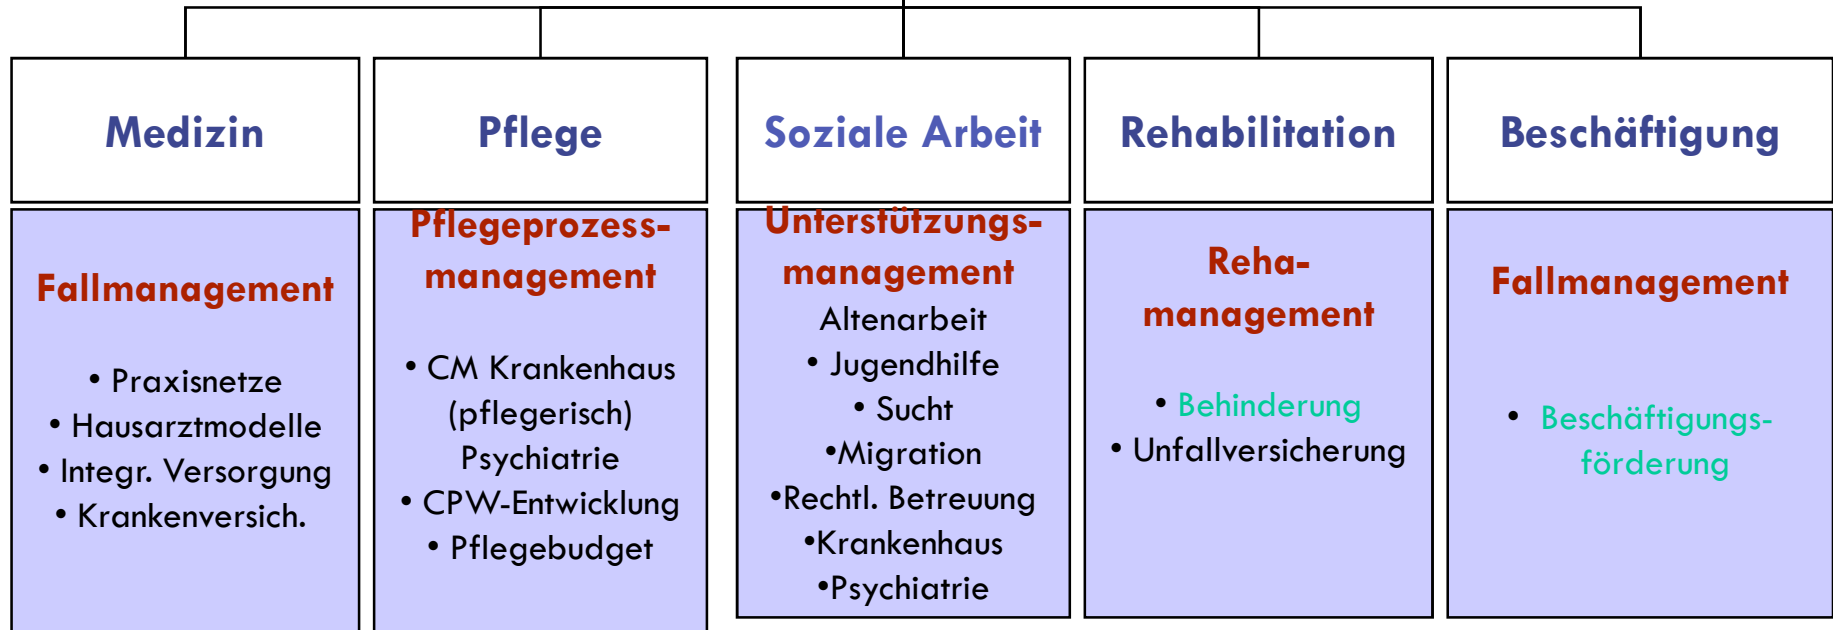 Medizin
Fallmanagement
• Praxisnetze
• Hausarztmodelle
• Integr. Versorgung
• Krankenversich.
Pflege
Pflegeprozess-
management
• CM Krankenhaus
(pflegerisch)
Psychiatrie
• CPW-Entwicklung
• Pflegebudget
Soziale Arbeit
Unterstützungs-
management
Altenarbeit
• Jugendhilfe
• Sucht
•Migration
•Rechtl. Betreuung
•Krankenhaus
•Psychiatrie
Rehabilitation
Reha-
management
• Behinderung
• Unfallversicherung
Beschäftigung
Fallmanagement
• Beschäftigungs-
förderung